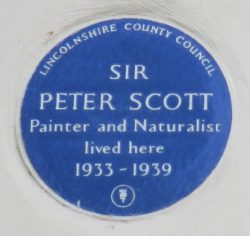 LINCOLNSHIRE COUNTY COUNCIL
SIR
PETER SCOTT
Painter and Naturalist
lived here
1933 - 1939